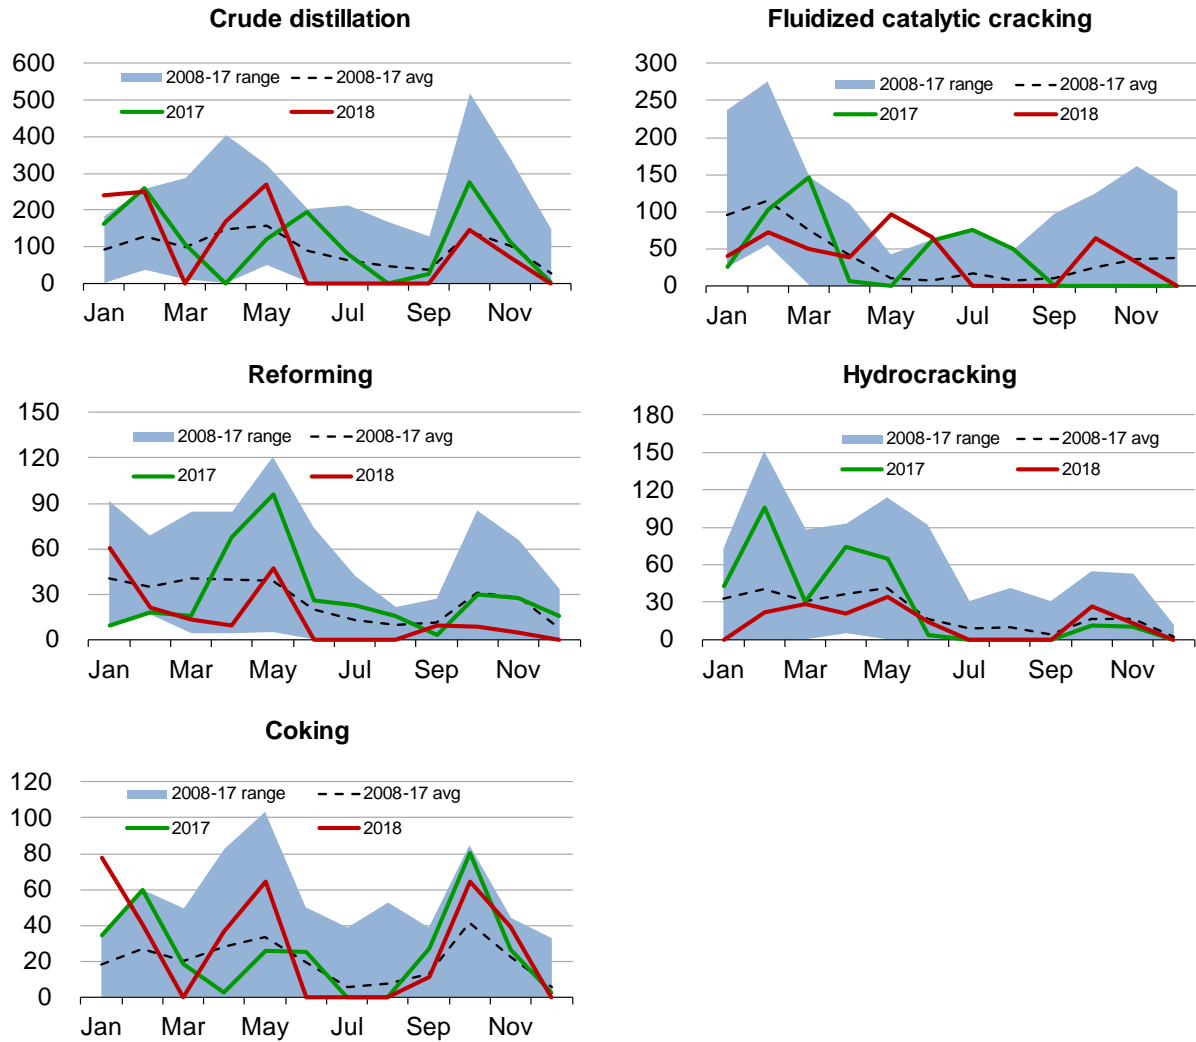 Crude distillation
600
500
400
300
200
100
0
2008-17 range
2008-17 avg
2017
2018
Jan Mar May Jul Sep Nov
Fluidized catalytic cracking
300
250
200
150
100
50
0
2008-17 range
2008-17 avg
2017
2018
Jan Mar May Jul Sep Nov
Reforming
150
120
90
60
30
0
2008-17 range
2008-17 avg
2017
2018
Jan Mar May Jul Sep Nov
Hydrocracking
180
150
120
90
60
30
0
2008-17 range
2008-17 avg
2017
2018
Jan Mar May Jul Sep Nov
Coking
120
100
80
60
40
20
0
2008-17 range
2008-17 avg
2017
2018
Jan Mar May Jul Sep Nov